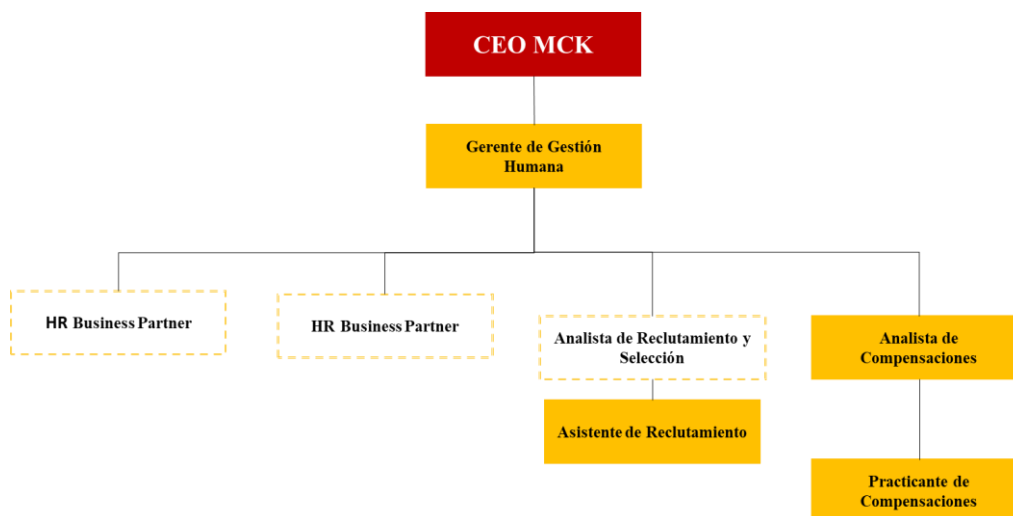 CEO MCK
Gerente de Gestión
Humana
HR Business Partner
HR Business Partner
Analista de Reclutamiento y
Selección
Analista de
Compensaciones
Asistente de Reclutamiento
Practicante de
Compensaciones